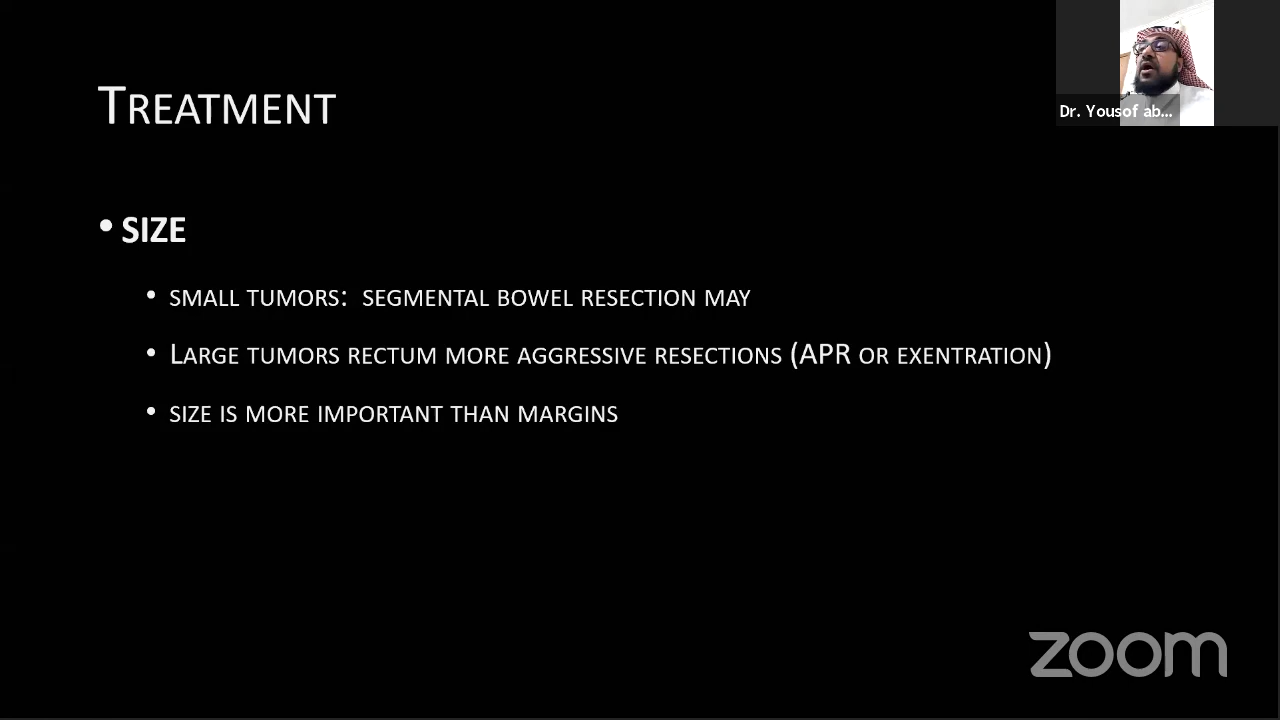 TREATMENT
• SIZE
• SMALL TUMORS: SEGMENTAL BOWEL RESECTION MAY
• LARGE TUMORS RECTUM MORE AGGRESSIVE RESECTIONS (APR OR EXENTRATION)
• SIZE IS MORE IMPORTANT THAN MARGINS
Dr. Yousof ab...
zoom